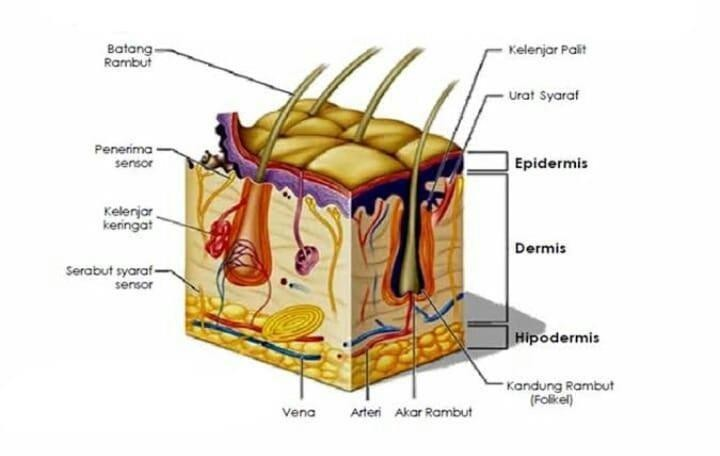 Batang
Rambut
Penerima
sensor
Kelenjar
keringat
Serabut syaraf
sensor
Kelenjar Palit
Urat Syaraf
Epidermis
Dermis
Hipodermis
Kandung Rambut
(Folikel)
Vena
Arteri
Akar Rambut